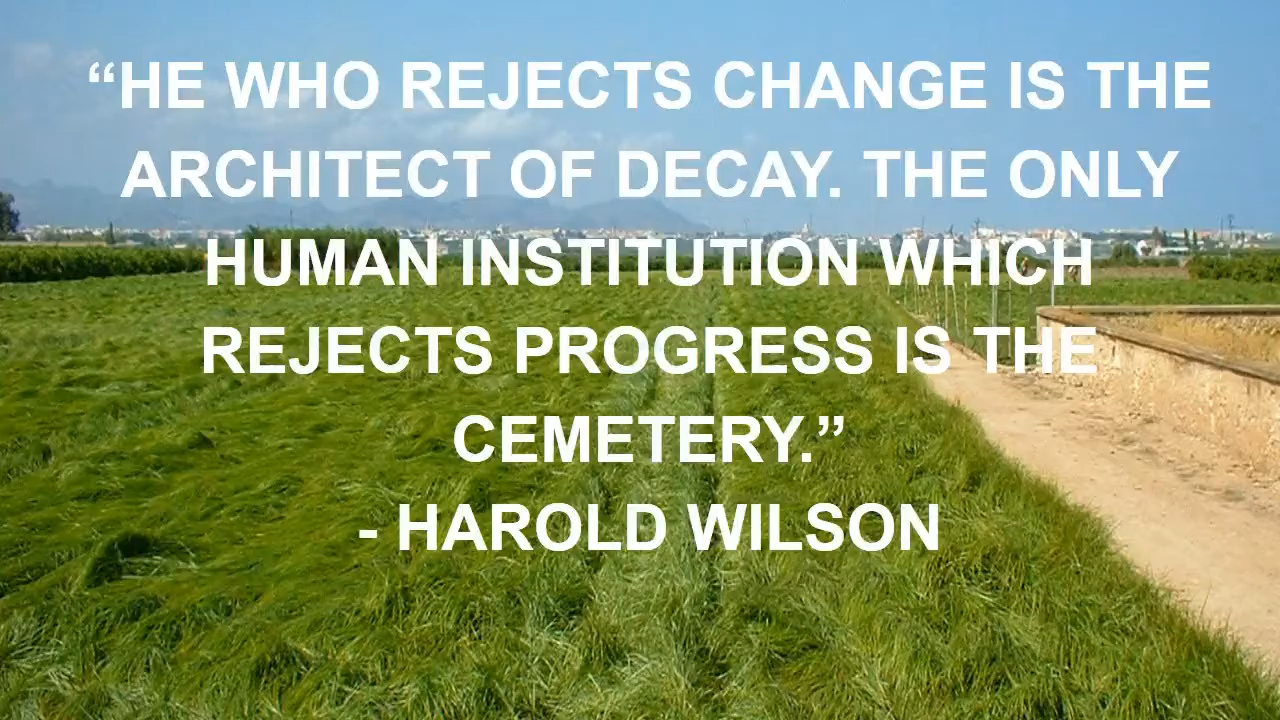 “HE WHO REJECTS CHANGE IS THE
ARCHITECT OF DECAY. THE ONLY
HUMAN INSTITUTION WHICH
REJECTS PROGRESS IS THE
CEMETERY.”
- HAROLD WILSON